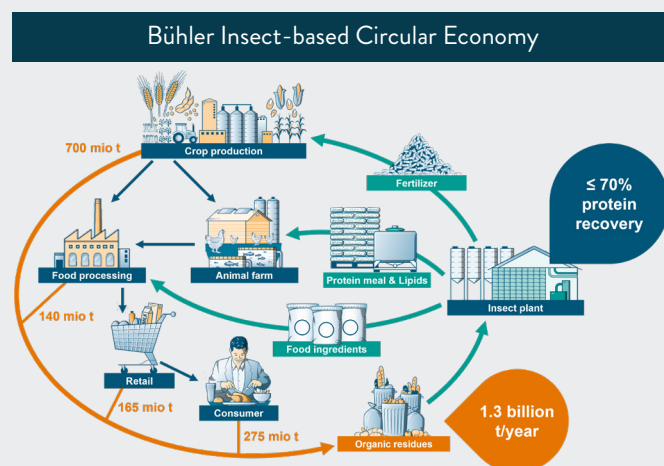 Bühler Insect-based Circular Economy
700 mio t
Crop production
Fertilizer
≤ 70%
protein
recovery
Food processing
Animal farm
Protein meal & Lipids
Insect plant
140 mio t
Food ingredients
Retail
165 mio t
Consumer
275 mio t
Organic residues
1.3 billion
t/year